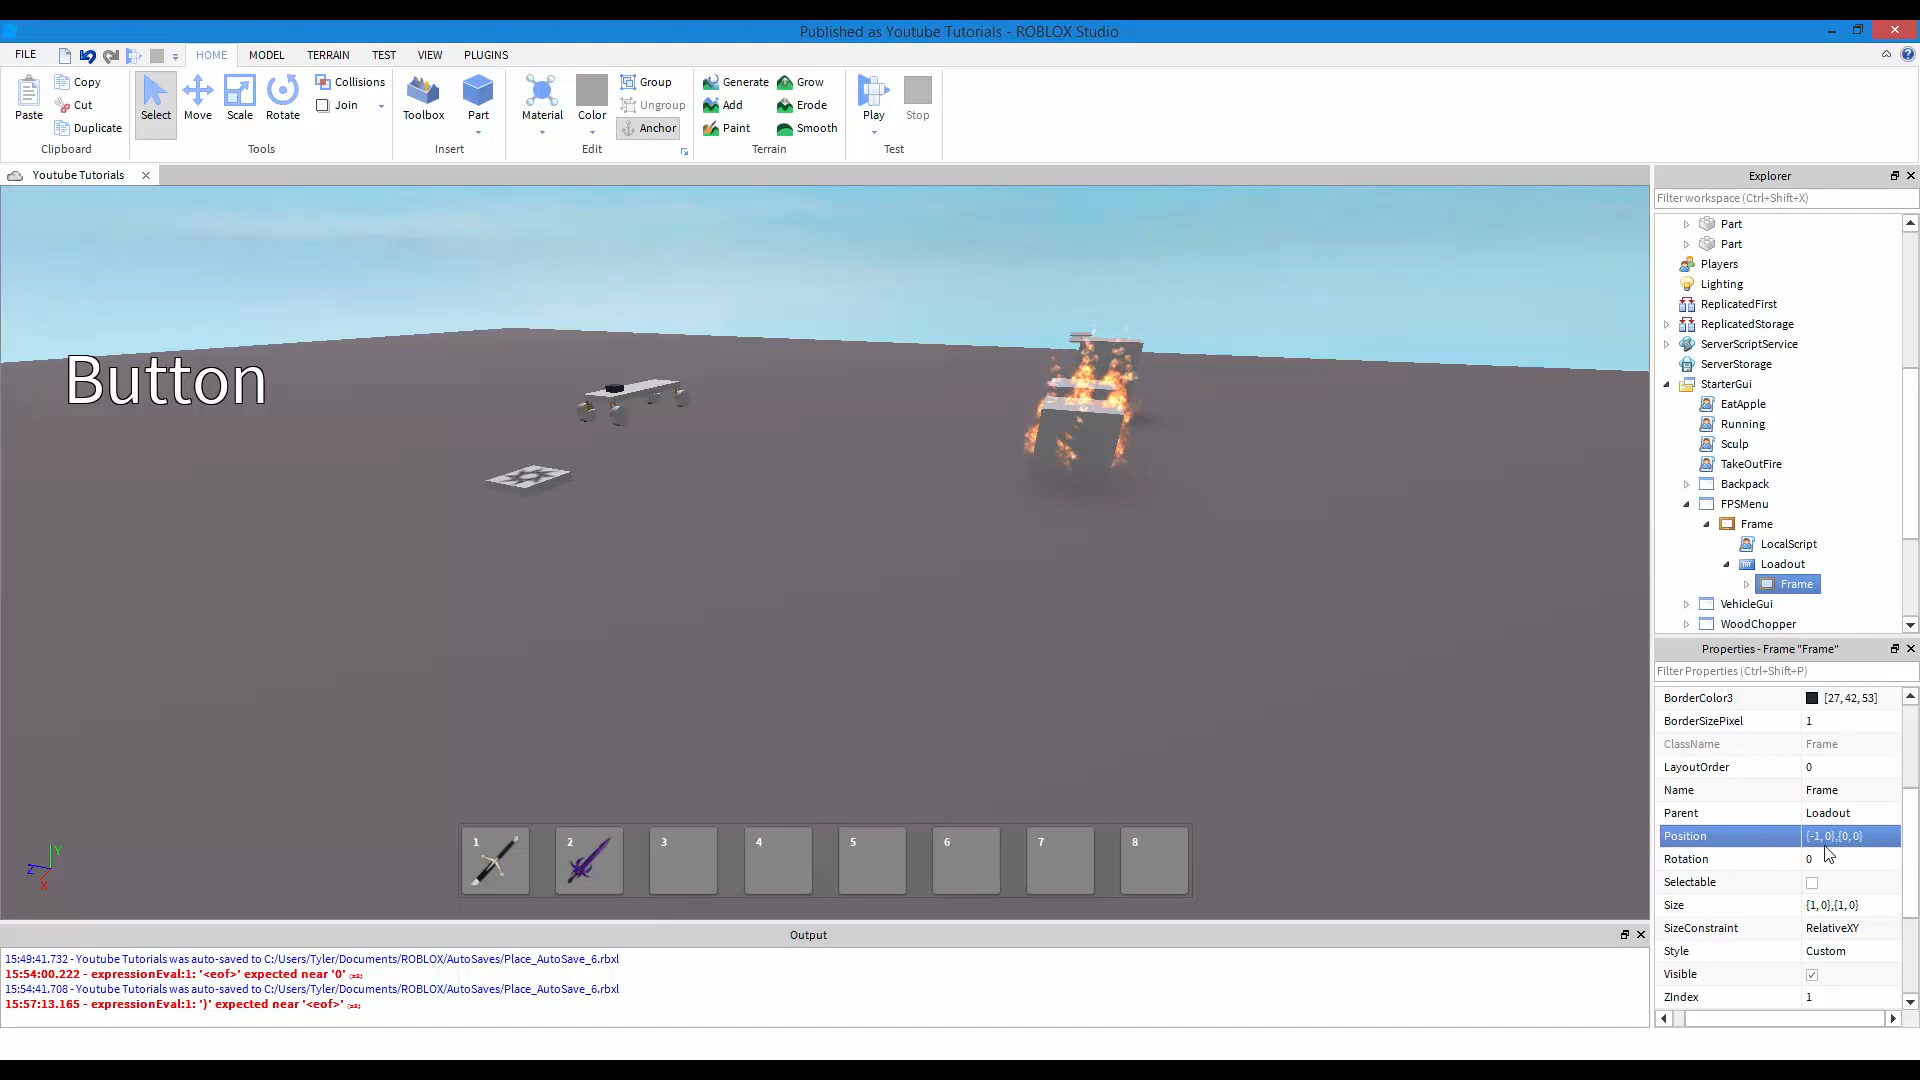 Published as Youtube Tutorials - ROBLOX Studio
FILE
HOME
MODEL
TERRAIN
TEST
VIEW
PLUGINS
Paste
Copy
Cut
Duplicate
Clipboard
Select
Move
Scale
Rotate
Collisions
Join
Tools
Toolbox
Part
Insert
Material
Color
Group
Ungroup
Anchor
Edit
Generate
Add
Paint
Grow
Erode
Smooth
Terrain
Play
Stop
Test
Youtube Tutorials
Button
1
2
3
4
5
6
7
8
Y
Z
X
Output
15:49:41.732 - Youtube Tutorials was auto-saved to C:/Users/Tyler/Documents/ROBLOX/AutoSaves/Place_AutoSave_6.rbxl
15:54:00.222 - expressionEval:1: '<eof>' expected near '0' (x2)
15:54:41.708 - Youtube Tutorials was auto-saved to C:/Users/Tyler/Documents/ROBLOX/AutoSaves/Place_AutoSave_6.rbxl
15:57:13.165 - expressionEval:1: ')' expected near '<eof>' (x2)
Explorer
Filter workspace (Ctrl+Shift+X)
Part
Part
Players
Lighting
ReplicatedFirst
ReplicatedStorage
ServerScriptService
ServerStorage
StarterGui
EatApple
Running
Sculp
TakeOutFire
Backpack
FPSMenu
Frame
LocalScript
Loadout
Frame
VehicleGui
WoodChopper
Properties - Frame "Frame"
Filter Properties (Ctrl+Shift+P)
BorderColor3 [27, 42, 53]
BorderSizePixel 1
ClassName Frame
LayoutOrder 0
Name Frame
Parent Loadout
Position {-1, 0},{0, 0}
Rotation 0
Selectable
Size {1, 0},{1, 0}
SizeConstraint RelativeXY
Style Custom
Visible
ZIndex 1